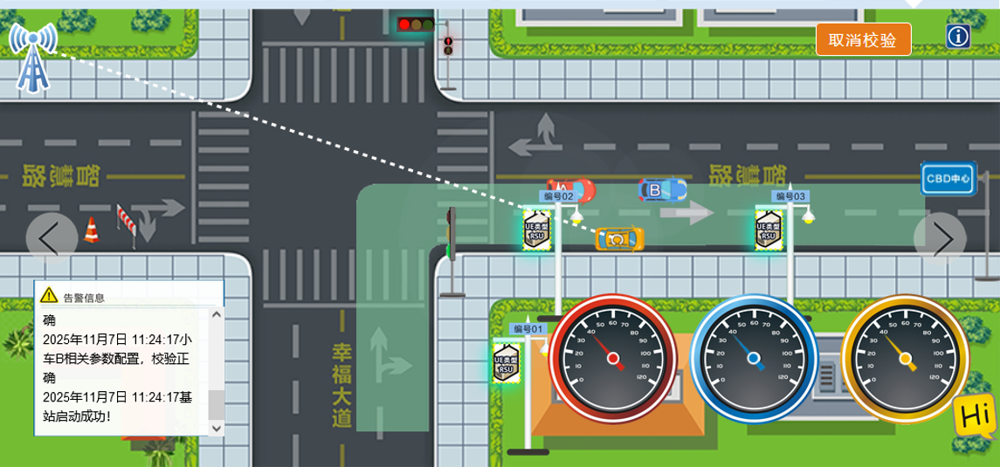 取消校验
智慧路
智慧路
CBD中心
A
编号02
B
编号03
UE类型
RSU
C
UE类型
RSU
告警信息
确
2025年11月7日 11:24:17小
车B相关参数配置，校验正
确
2025年11月7日 11:24:17基
站启动成功!
幸福大道
编号01
UE类型
RSU
0 10 20 30 40 50 60 70 80 90 100 110 120
0 10 20 30 40 50 60 70 80 90 100 110 120
0 10 20 30 40 50 60 70 80 90 100 110 120
Hi